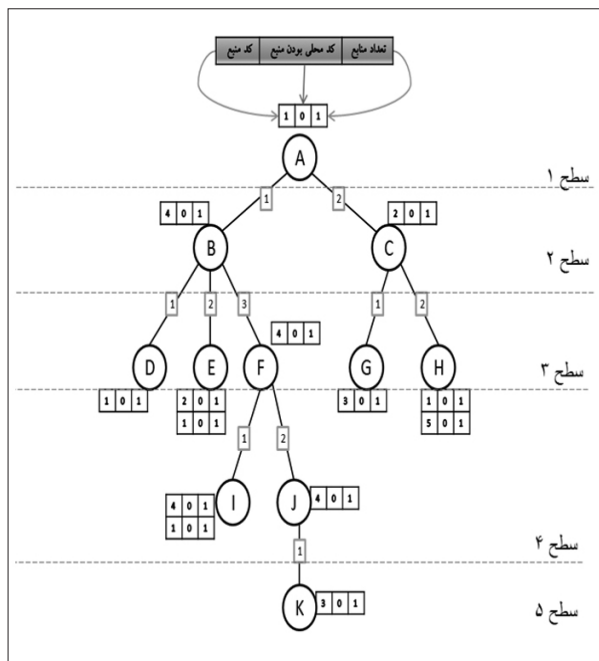 تعداد منابع کد محلی بودن منبع کد منبع
1 0 1
A
سطح ۱
1 2
4 0 1
2 0 1
B C
سطح ۲
1 2 3 1 2
4 0 1
D E F G H
سطح ۳
1 0 1 2 0 1 3 0 1 1 0 1
1 0 1 5 0 1
1 2
4 0 1 I J 4 0 1
1 0 1
سطح ۴
1
K 3 0 1
سطح ۵